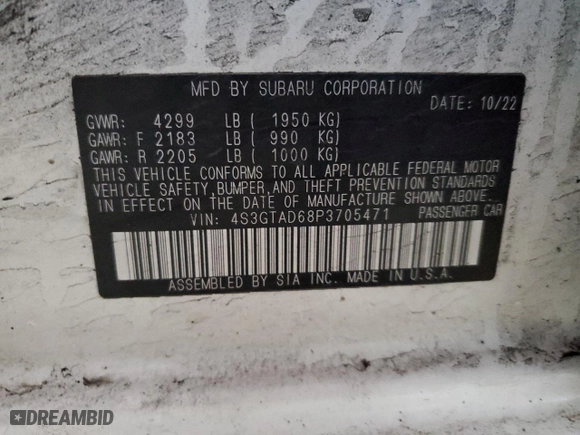 MFD BY SUBARU CORPORATION
DATE: 10/22
GVWR: 4299 LB ( 1950 KG)
GAWR: F 2183 LB ( 990 KG)
GAWR: R 2205 LB ( 1000 KG)
THIS VEHICLE CONFORMS TO ALL APPLICABLE FEDERAL MOTOR
VEHICLE SAFETY, BUMPER, AND THEFT PREVENTION STANDARDS
IN EFFECT ON THE DATE OF MANUFACTURE SHOWN ABOVE.
VIN: 4S3GTAD68P3705471 PASSENGER CAR
ASSEMBLED BY SIA INC. MADE IN U.S.A.
DREAMBID